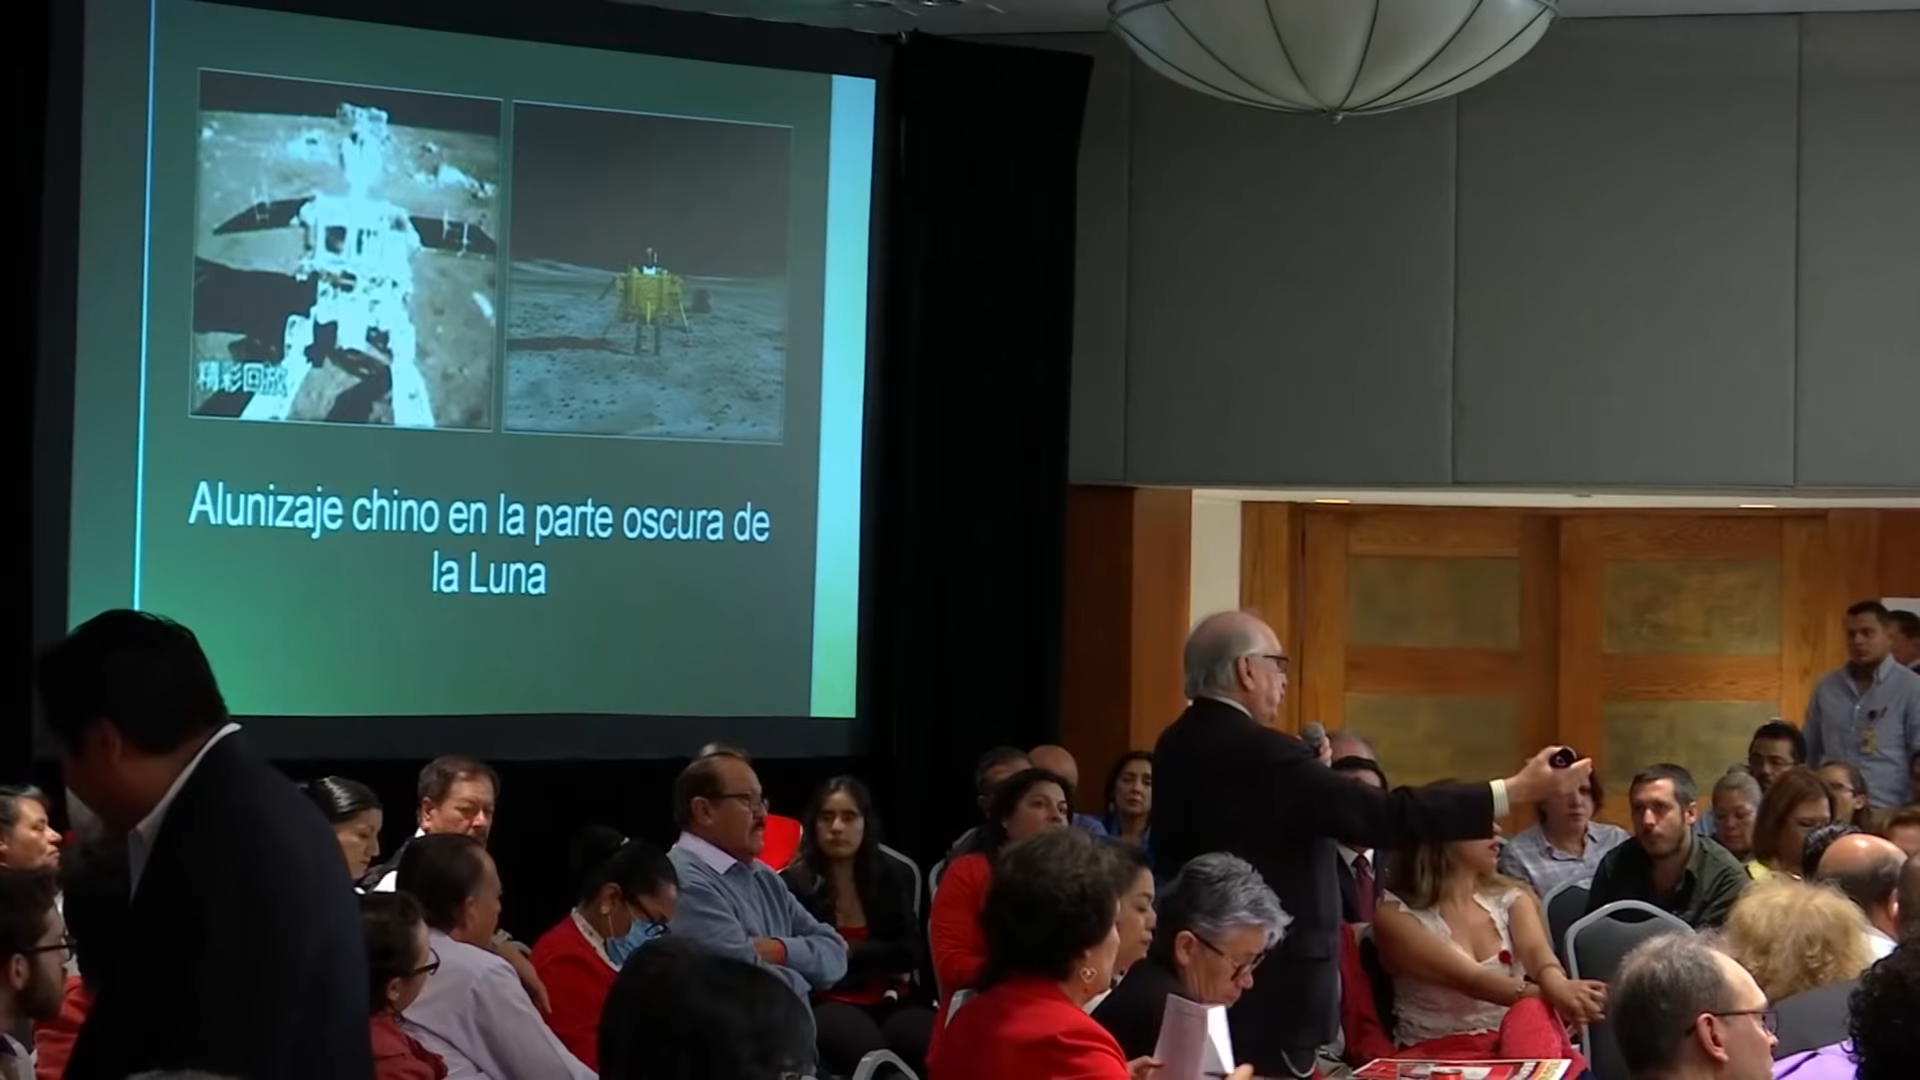 精彩回放
Alunizaje chino en la parte oscura de
la Luna